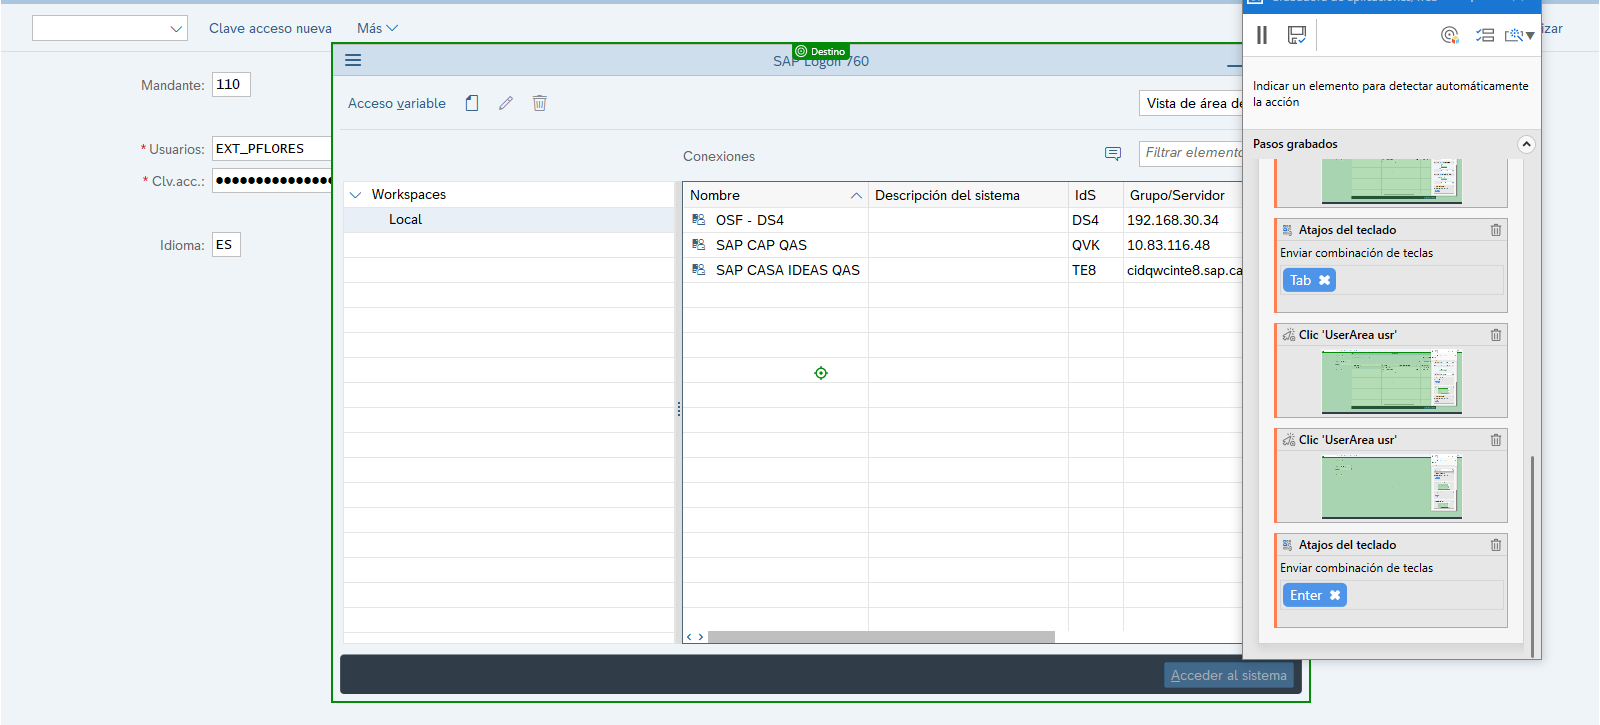 Clave acceso nueva
Más
Mandante: 110
* Usuarios: EXT_PFLORES
* Clv.acc.:
Idioma: ES
Destino
SAP Logon 760
Acceso variable
Vista de área de
Conexiones
Filtrar elemento
Workspaces
Local
Nombre Descripción del sistema IdS Grupo/Servidor
OSF - DS4 DS4 192.168.30.34
SAP CAP QAS QVK 10.83.116.48
SAP CASA IDEAS QAS TE8 cidqwcinte8.sap.ca
Acceder al sistema
izar
Indicar un elemento para detectar automáticamente
la acción
Pasos grabados
Atajos del teclado
Enviar combinación de teclas
Tab
Clic 'UserArea usr'
Clic 'UserArea usr'
Atajos del teclado
Enviar combinación de teclas
Enter